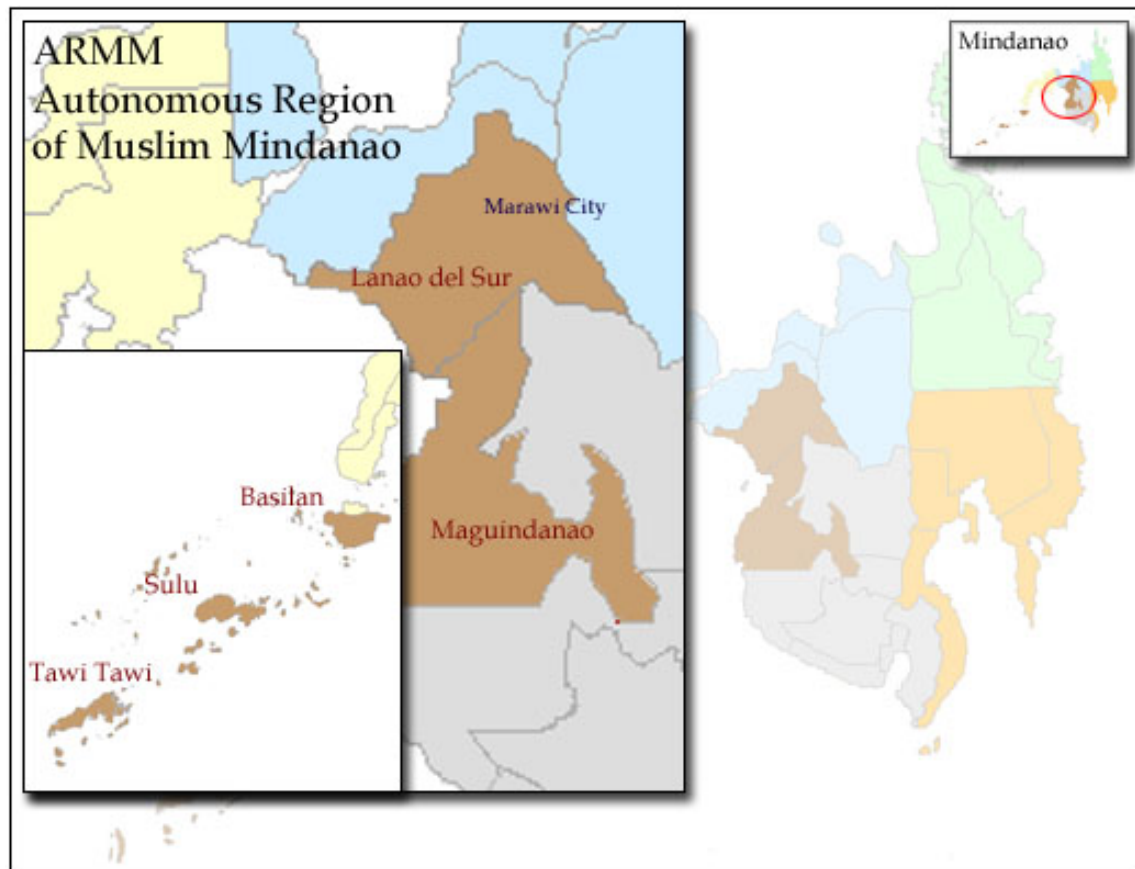 ARMM
Autonomous Region
of Muslim Mindanao
Mindanao
Marawi City
Lanao del Sur
Basilan
Maguindanao
Sulu
Tawi Tawi